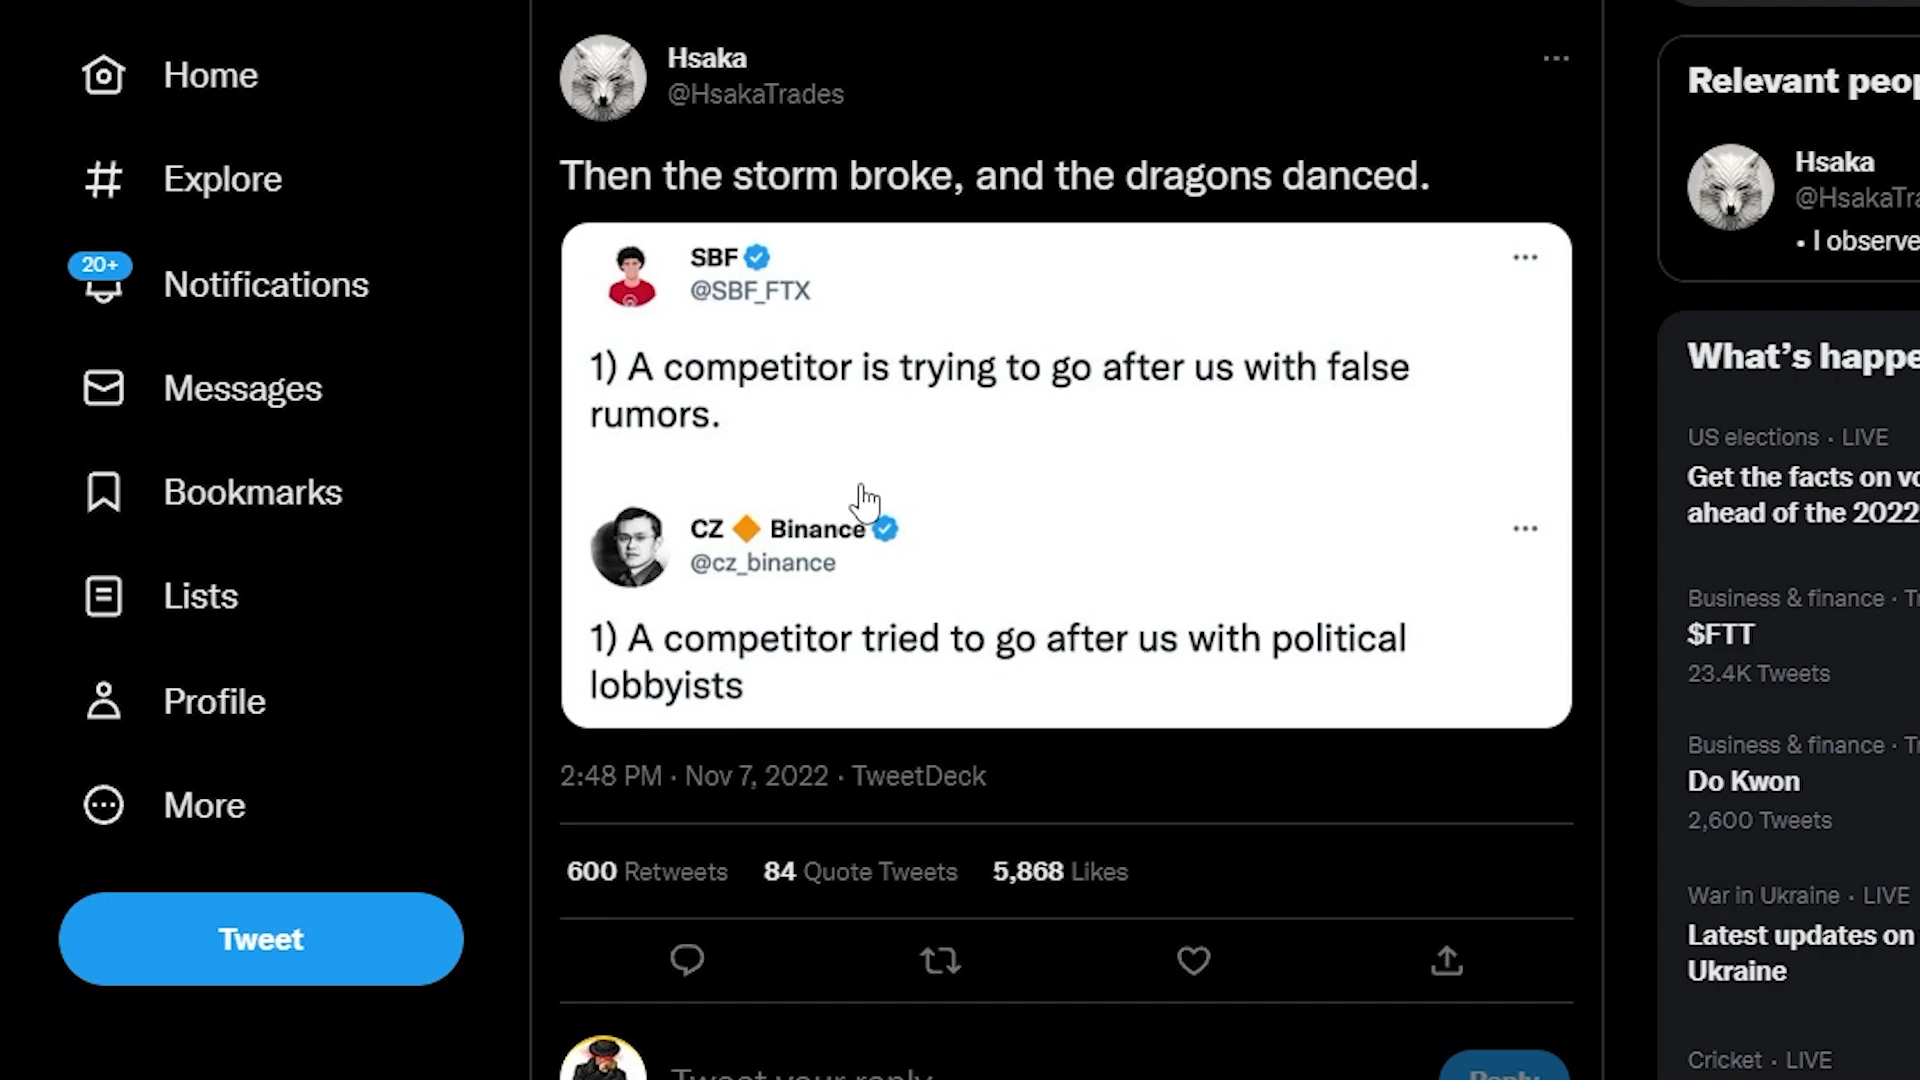 Home
Explore
20+
Notifications
Messages
Bookmarks
Lists
Profile
More
Tweet
Hsaka
@HsakaTrades
Then the storm broke, and the dragons danced.
SBF
@SBF_FTX
1) A competitor is trying to go after us with false
rumors.
CZ 🔶 Binance
@cz_binance
1) A competitor tried to go after us with political
lobbyists
2:48 PM · Nov 7, 2022 · TweetDeck
600 Retweets 84 Quote Tweets 5,868 Likes
Tweet your reply
Reply
Relevant
Hsaka
• I
What's
US elections · LIVE
Get the facts on
ahead of the 2022
Business & finance ·
$FTT
23.4K Tweets
Business & finance ·
Do Kwon
2,600 Tweets
War in Ukraine · LIVE
Latest updates on
Ukraine
Cricket · LIVE